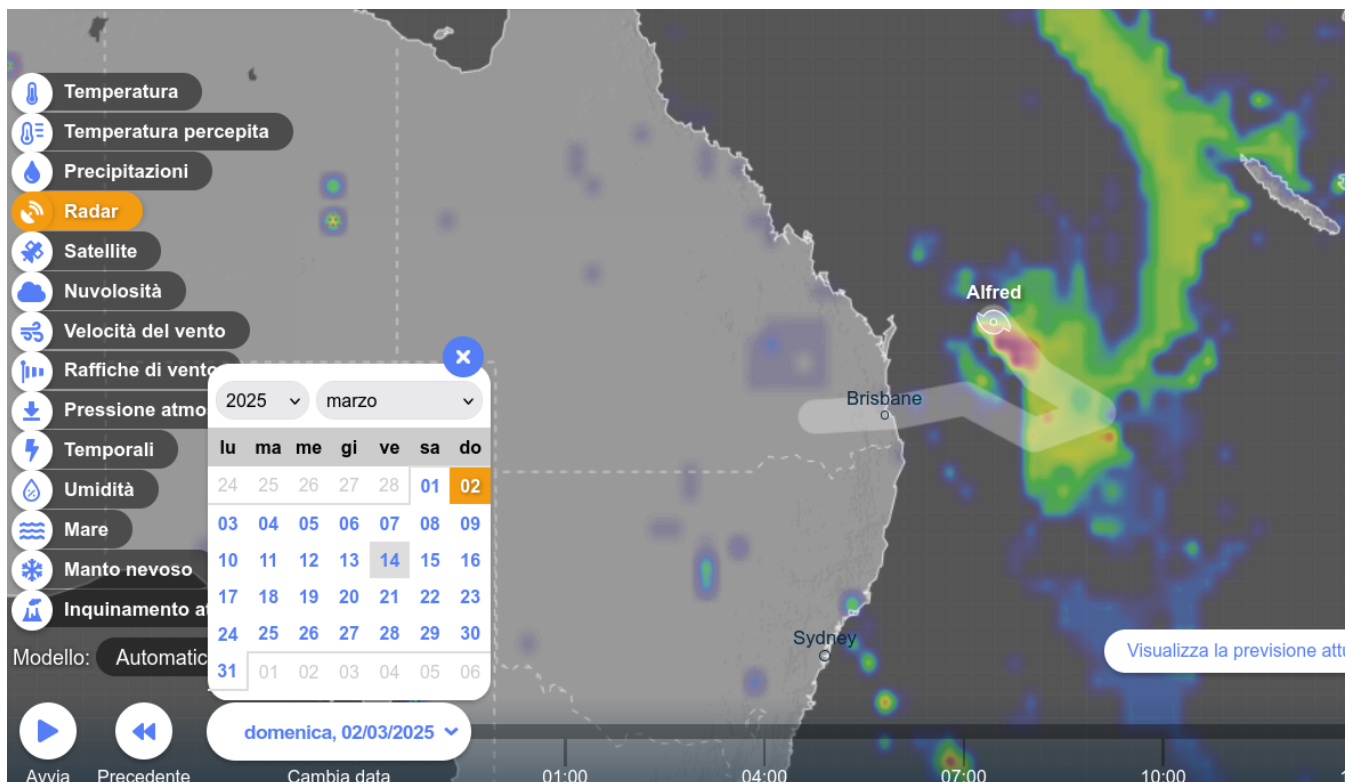 Temperatura
Temperatura percepita
Precipitazioni
Radar
Satellite
Nuvolosità
Velocità del vento
Raffiche di vento
Pressione atmo
Temporali
Umidità
Mare
Manto nevoso
Inquinamento at
Modello: Automatic
2025 marzo
lu ma me gi ve sa do
24 25 26 27 28 01 02
03 04 05 06 07 08 09
10 11 12 13 14 15 16
17 18 19 20 21 22 23
24 25 26 27 28 29 30
31 01 02 03 04 05 06
Alfred
Brisbane
Sydney
Visualizza la previsione attu
domenica, 02/03/2025
Avvia Precedente Cambia data 01:00 04:00 07:00 10:00